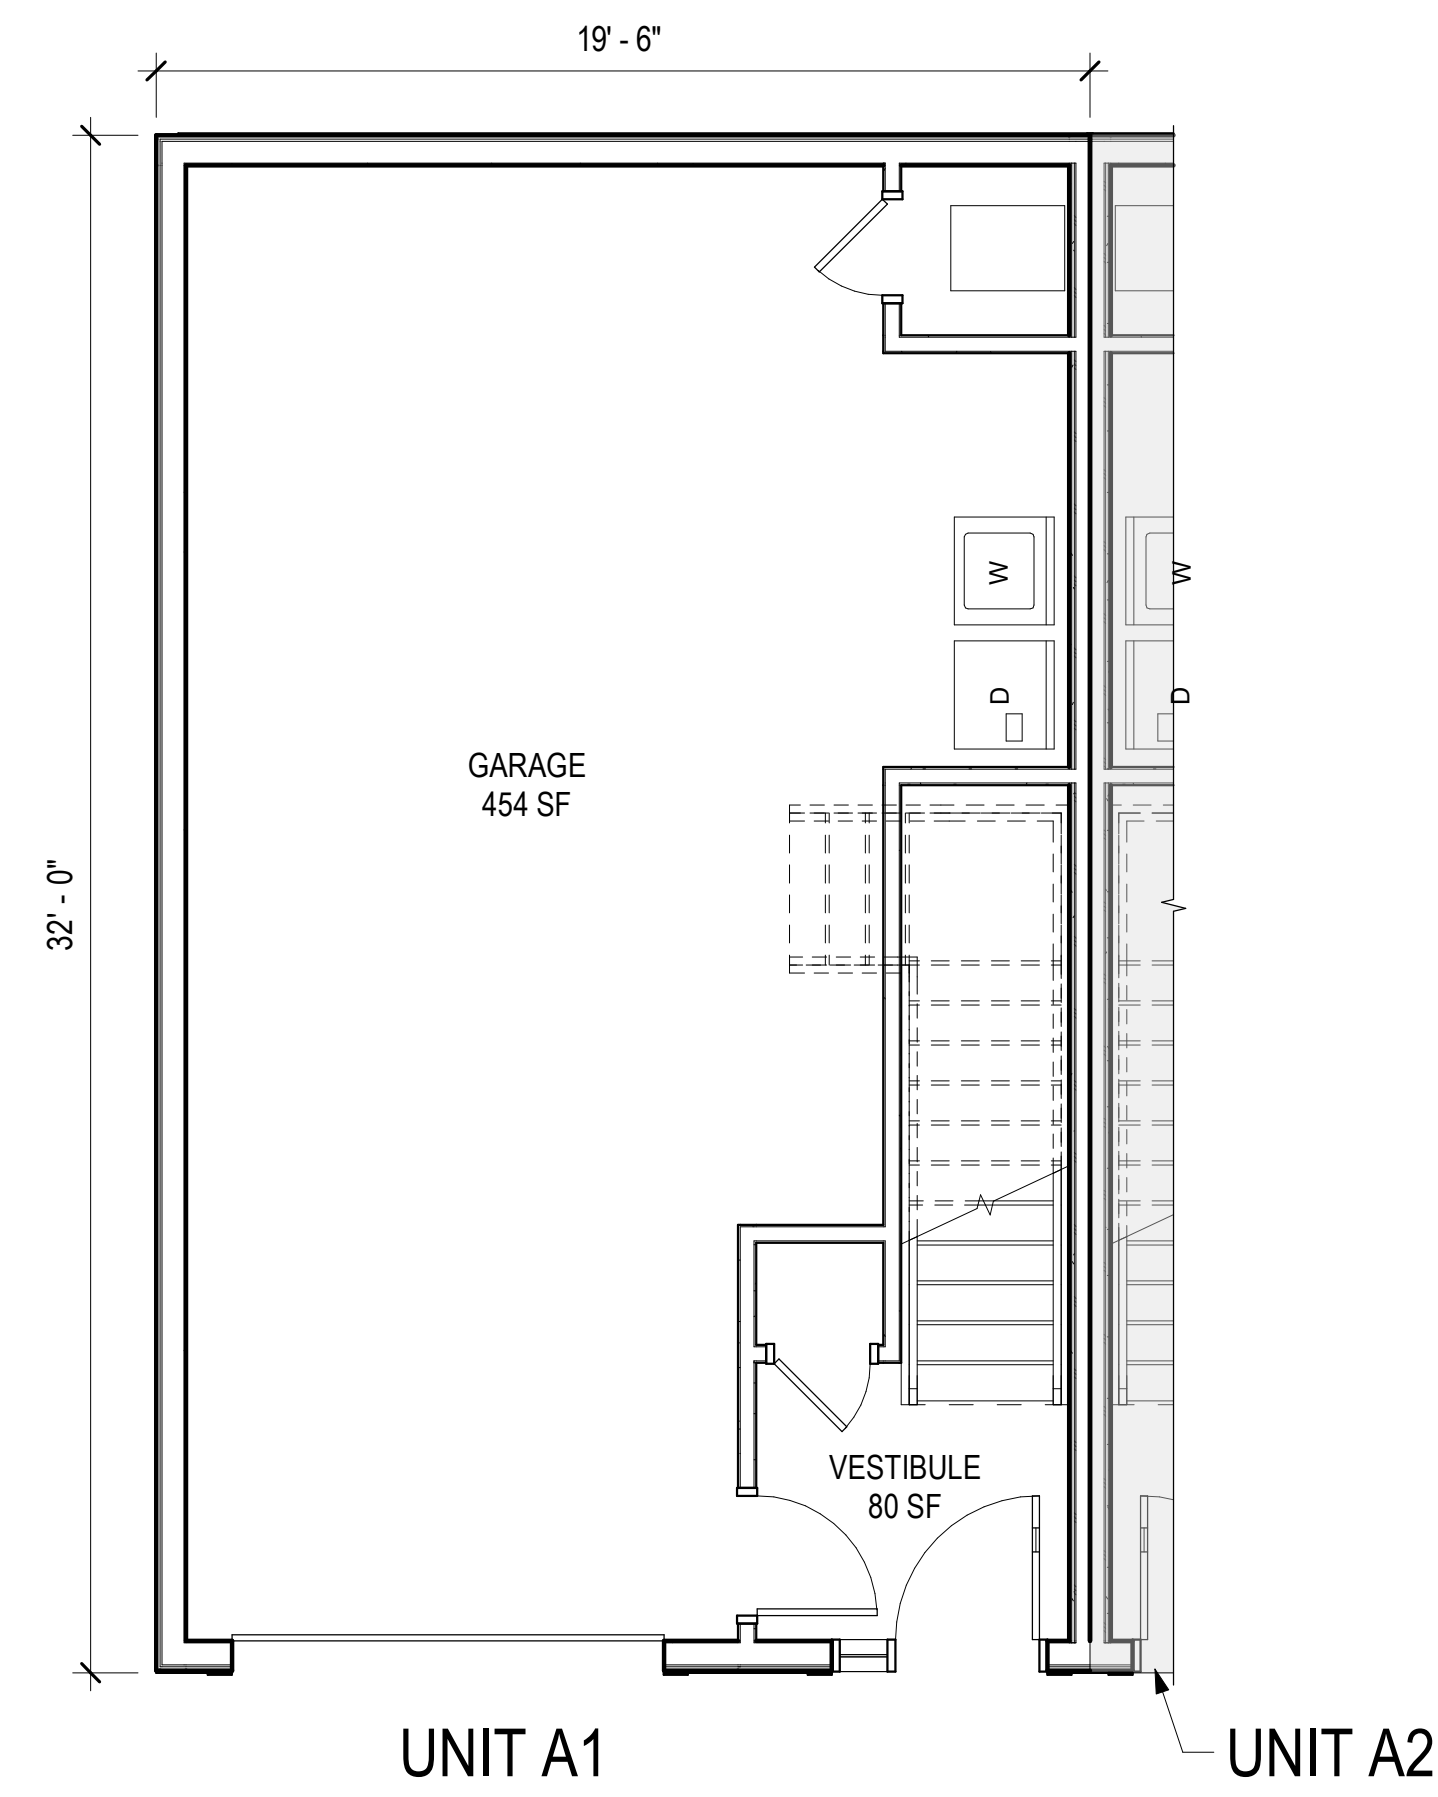 19' - 6"
W
W
D
D
GARAGE
454 SF
32' - 0"
VESTIBULE
80 SF
UNIT A1
UNIT A2